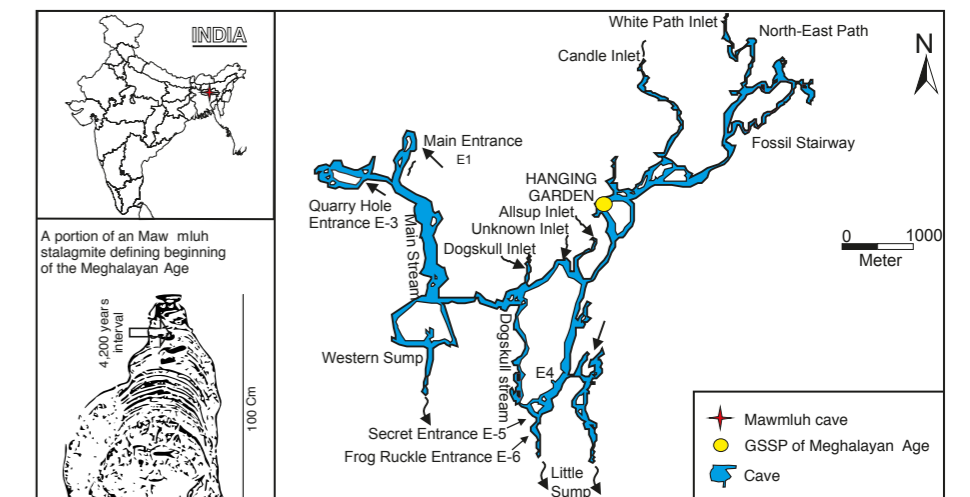 INDIA
A portion of an Maw mluh
stalagmite defining beginning
of the Meghalayan Age
4,200 years
interval
100 Cm
White Path Inlet
North-East Path
Candle Inlet
N
Main Entrance
E1
Fossil Stairway
HANGING
GARDEN
Quarry Hole
Entrance E-3
Allsup Inlet
Unknown Inlet
Dogskull Inlet
Main Stream
0 1000
Meter
Western Sump
Dogskull stream
E4
Secret Entrance E-5
Frog Ruckle Entrance E-6
Little
Sump
Mawmluh cave
GSSP of Meghalayan Age
Cave